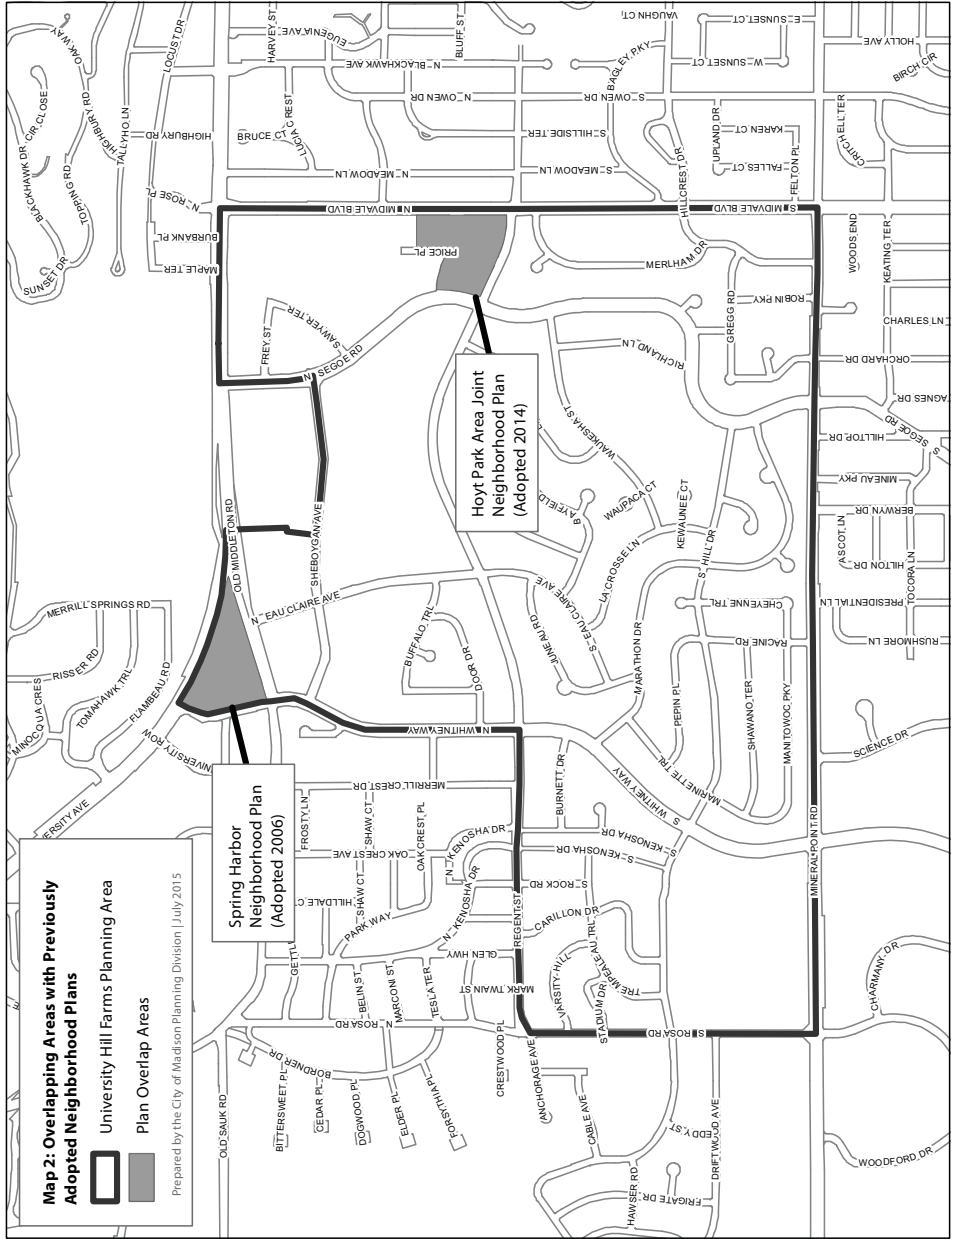 Map 2: Overlapping Areas with Previously
Adopted Neighborhood Plans
University Hill Farms Planning Area
Plan Overlap Areas
Prepared by the City of Madison Planning Division | July 2015
Spring Harbor
Neighborhood Plan
(Adopted 2006)
Hoyt Park Area Joint
Neighborhood Plan
(Adopted 2014)
OAK WAY
LOCUST DR
HARVEY ST
EUGENIA AVE
BLUFF ST
VAUGHN CT
E SUNSET CT
HOLLY AVE
BLACKHAWK DR
CIR CLOSE
HIGHBURY RD
TALLYHO LN
HIGHBURY RD
N BLACKHAWK AVE
BAGLEY PKY
W SUNSET CT
BIRCH CIR
N OWEN DR
S OWEN DR
BRUCE CT
LUCIA CREST
S HILLSIDE TER
UPLAND DR
KAREN CT
CRITCHELL TER
TOPPING RD
N ROSE PL
N MEADOW LN
S MEADOW LN
HILLCREST DR
FALLES CT
FELTON PL
SUNSET DR
BURBANK PL
MAPLE TER
N MIDVALE BLVD
S MIDVALE BLVD
PRICE PL
MERLHAM DR
WOODS END
KEATING TER
FREY ST
SAWYER TER
N SEGOE RD
RICHLAND LN
GREGG RD
ROBIN PKY
CHARLES LN
ORCHARD DR
TAGNES DR
S SEGOE RD
HILLTOP DR
MINEAU PKY
BERWYN DR
ASCOT LN
HILTON DR
TOCORA LN
PRESIDENTIAL LN
RUSHMORE LN
OLD MIDDLETON RD
SHEBOYGAN AVE
N EAU CLAIRE AVE
WAUKESHA ST
BAYFIELD
WAUPACA CT
KEWAUNEE CT
LA CROSSE LN
S HILL DR
CHEYENNE TRL
RACINE RD
S EAU CLAIRE AVE
JUNEAU RD
MARATHON DR
BUFFALO TRL
DOOR DR
PEPIN PL
SHAWANO TER
MANITOWOC PKY
MARINETTE TRL
MERRILL SPRINGS RD
RISSER RD
TOMAHAWK TRL
MINOCQUA CRES
FLAMBEAU RD
UNIVERSITY ROW
VERSITY AVE
N WHITNEY WAY
S WHITNEY WAY
SCIENCE DR
MERRILL CREST DR
BURNETT DR
FROSTY LN
SHAW CT
OAK CREST PL
OAK CREST AVE
N KENOSHA DR
S KENOSHA DR
S KENOSHA DR
MINERAL POINT RD
HILLDALE CT
SHAW CT
PARK WAY
N KENOSHA DR
S ROCK RD
REGENT ST
CARILLON DR
GETTL
GLEN HWY
TREMPEALEAU TRL
BELIN ST
MARCONI ST
TESLA TER
MARK TWAIN ST
VARSITY HILL
STADIUM DR
CHARMANY DR
N ROSA RD
S ROSA RD
CRESTWOOD PL
BORDNER DR
OLD SAUK RD
BITTERSWEET PL
CEDAR PL
DOGWOOD PL
ELDER PL
FORSYTHIA PL
ANCHORAGE AVE
CABLE AVE
EDDY ST
DRIFTWOOD AVE
HAWSER RD
FRIGATE DR
WOODFORD DR